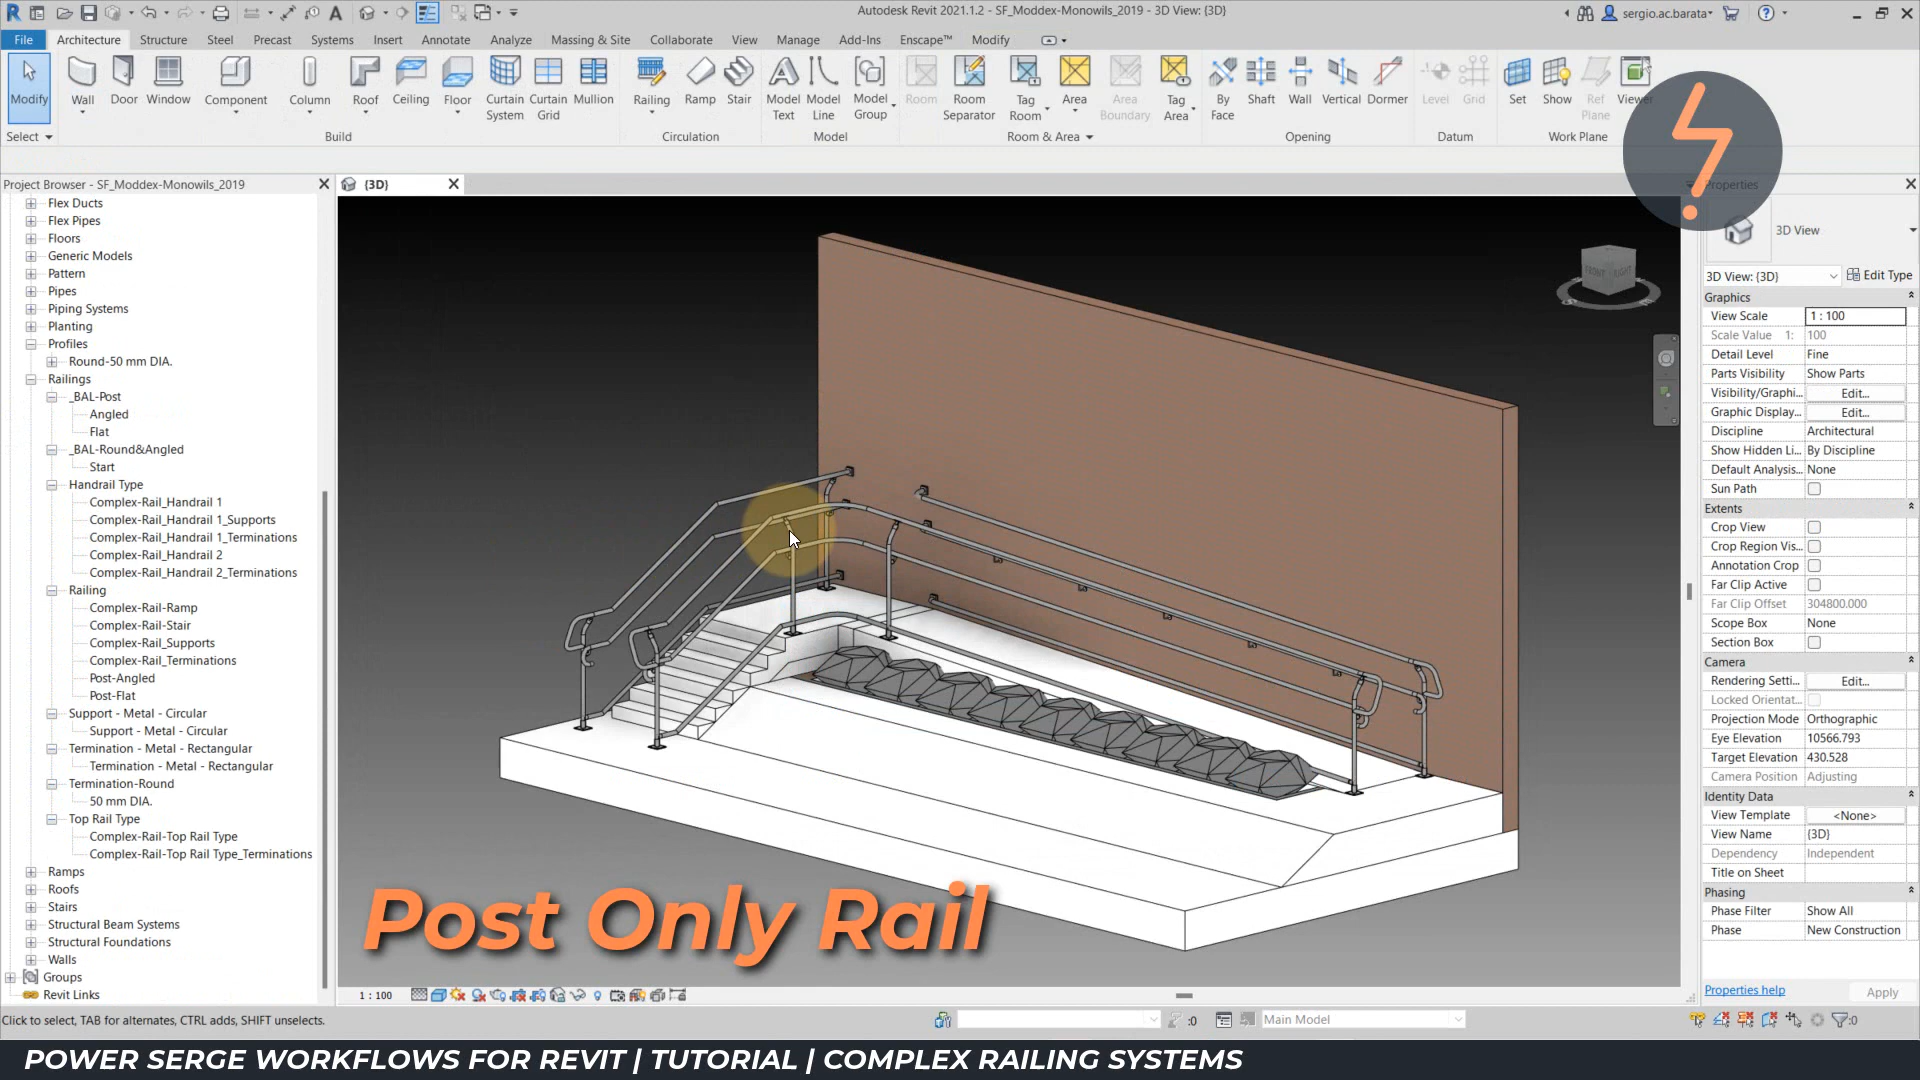 Autodesk Revit 2021.1.2 - SF_Moddex-Monowils_2019 - 3D View: {3D}
sergio.ac.barata
File Architecture Structure Steel Precast Systems Insert Annotate Analyze Massing & Site Collaborate View Manage Add-Ins Enscape™ Modify
Modify Wall Door Window Component Column Roof Ceiling Floor Curtain System Curtain Grid Mullion Railing Ramp Stair Model Text Model Line Model Group Room Room Separator Tag Room Area Area Boundary Tag Area By Face Shaft Wall Vertical Dormer Level Grid Set Show Ref Plane Viewer
Select Build Circulation Model Room & Area Opening Datum Work Plane
Project Browser - SF_Moddex-Monowils_2019
{3D}
Properties
Flex Ducts
Flex Pipes
Floors
Generic Models
Pattern
Pipes
Piping Systems
Planting
Profiles
Round-50 mm DIA.
Railings
_BAL-Post
Angled
Flat
_BAL-Round&Angled
Start
Handrail Type
Complex-Rail_Handrail 1
Complex-Rail_Handrail 1_Supports
Complex-Rail_Handrail 1_Terminations
Complex-Rail_Handrail 2
Complex-Rail_Handrail 2_Terminations
Railing
Complex-Rail-Ramp
Complex-Rail-Stair
Complex-Rail_Supports
Complex-Rail_Terminations
Post-Angled
Post-Flat
Support - Metal - Circular
Support - Metal - Circular
Termination - Metal - Rectangular
Termination - Metal - Rectangular
Termination-Round
50 mm DIA.
Top Rail Type
Complex-Rail-Top Rail Type
Complex-Rail-Top Rail Type_Terminations
Ramps
Roofs
Stairs
Structural Beam Systems
Structural Foundations
Walls
Groups
Revit Links
FRONT RIGHT
3D View
3D View: {3D} Edit Type
Graphics
View Scale 1 : 100
Scale Value 1: 100
Detail Level Fine
Parts Visibility Show Parts
Visibility/Graphi... Edit...
Graphic Display... Edit...
Discipline Architectural
Show Hidden Li... By Discipline
Default Analysis... None
Sun Path
Extents
Crop View
Crop Region Vis...
Annotation Crop
Far Clip Active
Far Clip Offset 304800.000
Scope Box None
Section Box
Camera
Rendering Setti... Edit...
Locked Orientat...
Projection Mode Orthographic
Eye Elevation 10566.793
Target Elevation 430.528
Camera Position Adjusting
Identity Data
View Template <None>
View Name {3D}
Dependency Independent
Title on Sheet
Phasing
Phase Filter Show All
Phase New Construction
Properties help Apply
Post Only Rail
1 : 100
Click to select, TAB for alternates, CTRL adds, SHIFT unselects.
:0 Main Model :0
POWER SERGE WORKFLOWS FOR REVIT | TUTORIAL | COMPLEX RAILING SYSTEMS